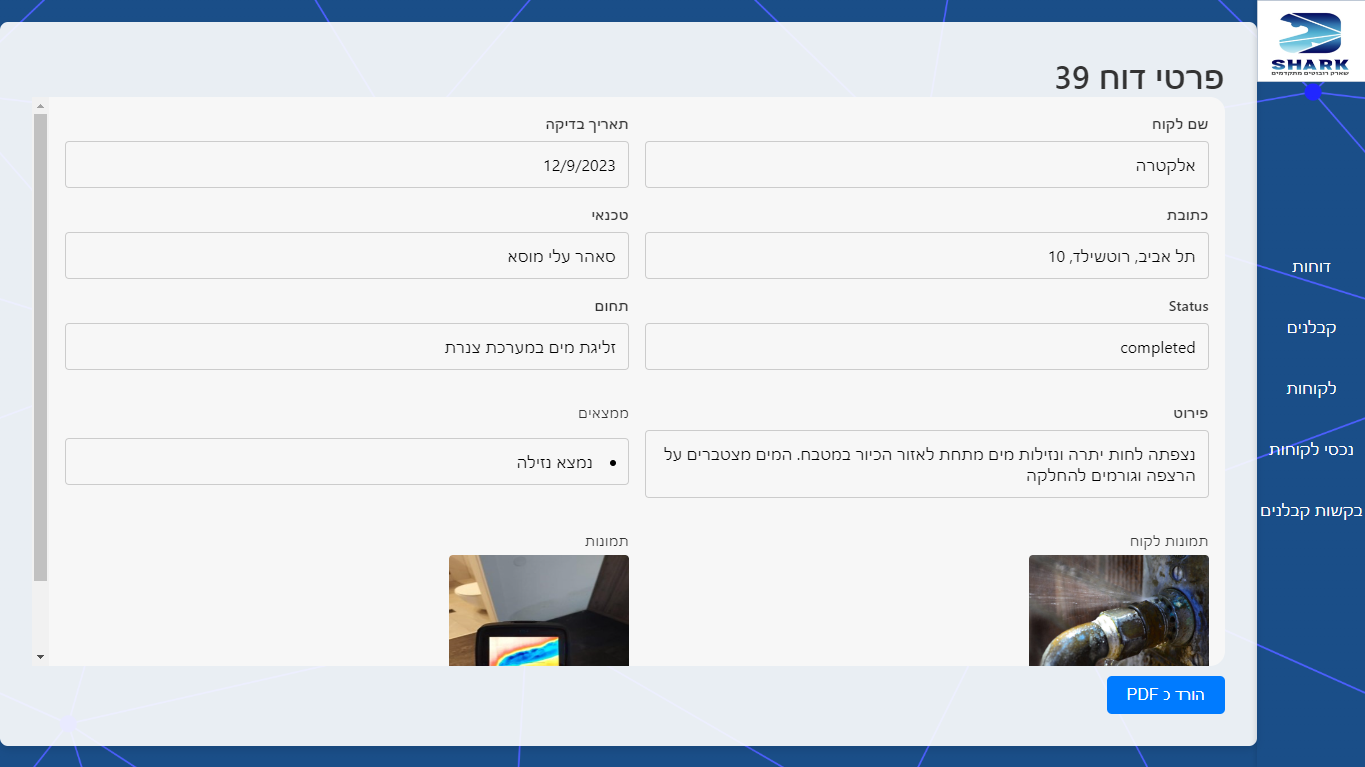 SHARK
שארק רובוטים מתקדמים
דוחות
קבלנים
לקוחות
נכסי לקוחות
בקשות קבלנים
פרטי דוח 39
שם לקוח
אלקטרה
תאריך בדיקה
12/9/2023
כתובת
תל אביב, רוטשילד, 10
טכנאי
סאהר עלי מוסא
Status
completed
תחום
זליגת מים במערכת צנרת
פירוט
נצפתה לחות יתרה ונזילות מים מתחת לאזור הכיור במטבח. המים מצטברים על
הרצפה וגורמים להחלקה
ממצאים
• נמצא נזילה
תמונות לקוח
תמונות
הורד כ PDF